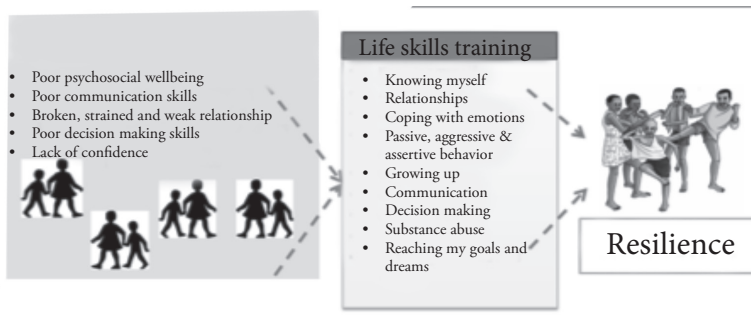 • Poor psychosocial wellbeing
• Poor communication skills
• Broken, strained and weak relationship
• Poor decision making skills
• Lack of confidence
Life skills training
• Knowing myself
• Relationships
• Coping with emotions
• Passive, aggressive &
assertive behavior
• Growing up
• Communication
• Decision making
• Substance abuse
• Reaching my goals and
dreams
Resilience